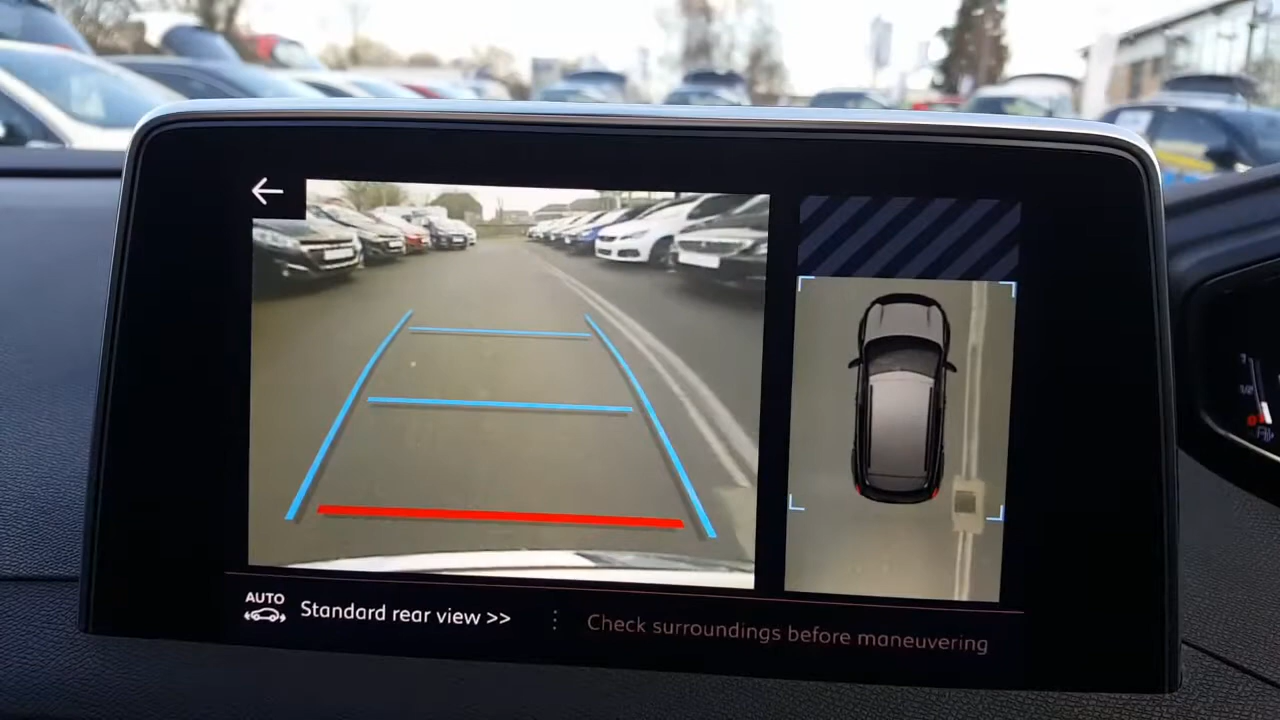 AUTO
Standard rear view >>
Check surroundings before maneuvering